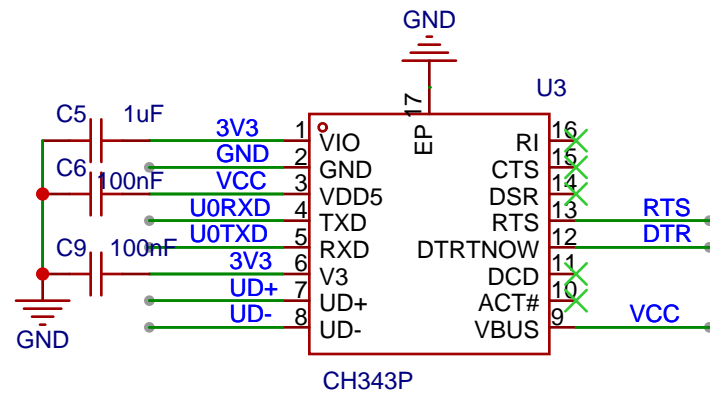 GND
U3
C5 1uF
3V3 1 VIO RI 16
GND 2 GND CTS 15
C6 100nF
VCC 3 VDD5 DSR 14
U0RXD 4 TXD RTS 13 RTS
U0TXD 5 RXD DTRTNOW 12 DTR
C9 100nF
3V3 6 V3 DCD 11
UD+ 7 UD+ ACT# 10
UD- 8 UD- VBUS 9 VCC
EP 17
GND
CH343P